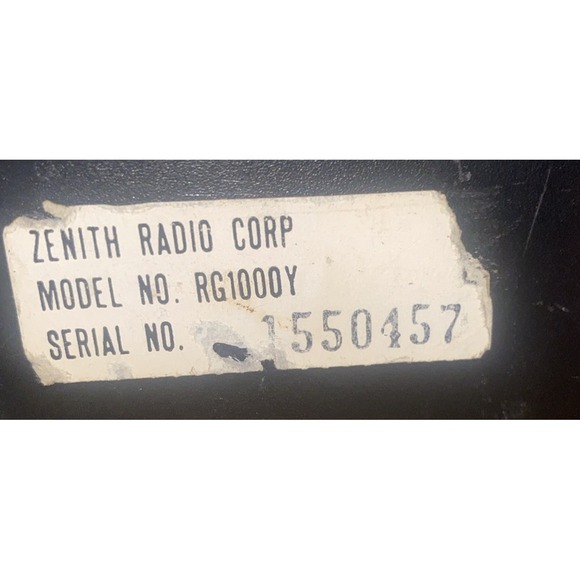 ZENITH RADIO CORP
MODEL NO. RG1000Y
SERIAL NO. 1550457